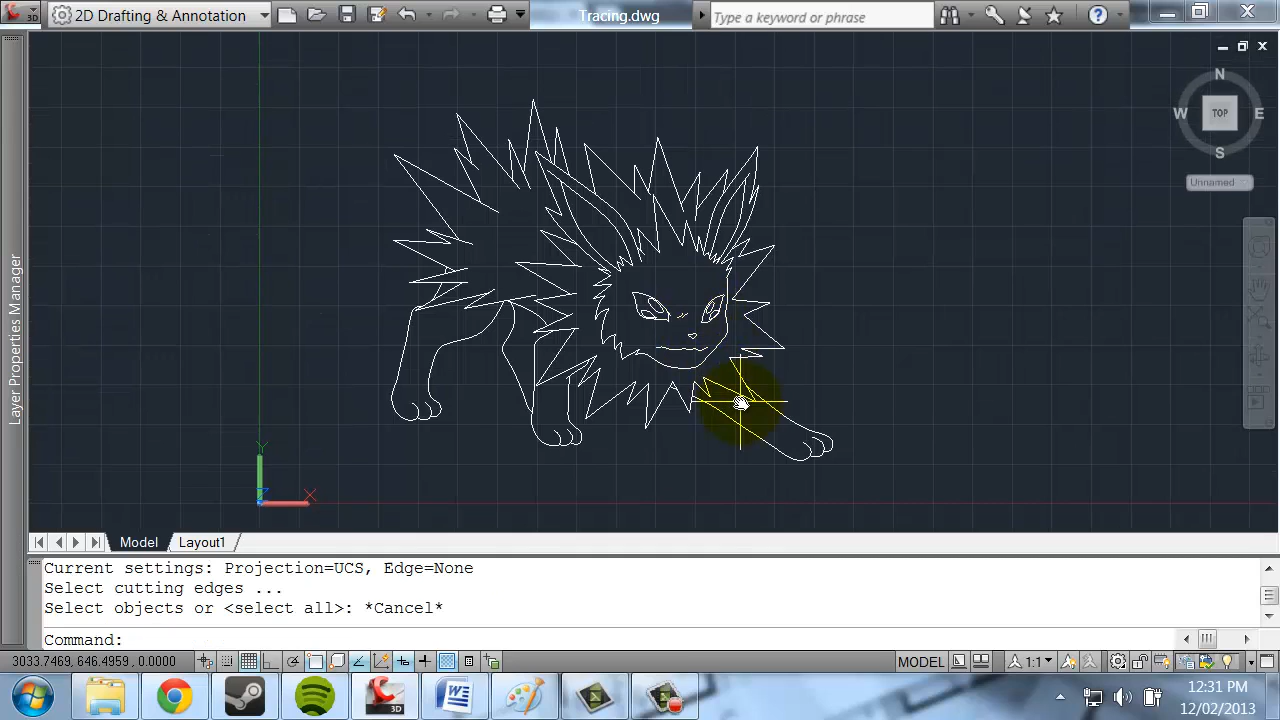 2D Drafting & Annotation
Tracing.dwg
Type a keyword or phrase
3D
N
W
TOP
E
S
Unnamed
Layer Properties Manager
Y
X
Z
Model
Layout1
Current settings: Projection=UCS, Edge=None
Select cutting edges ...
Select objects or <select all>: *Cancel*
Command:
3033.7469, 646.4959, 0.0000
MODEL
1:1
3D
12:31 PM
12/02/2013